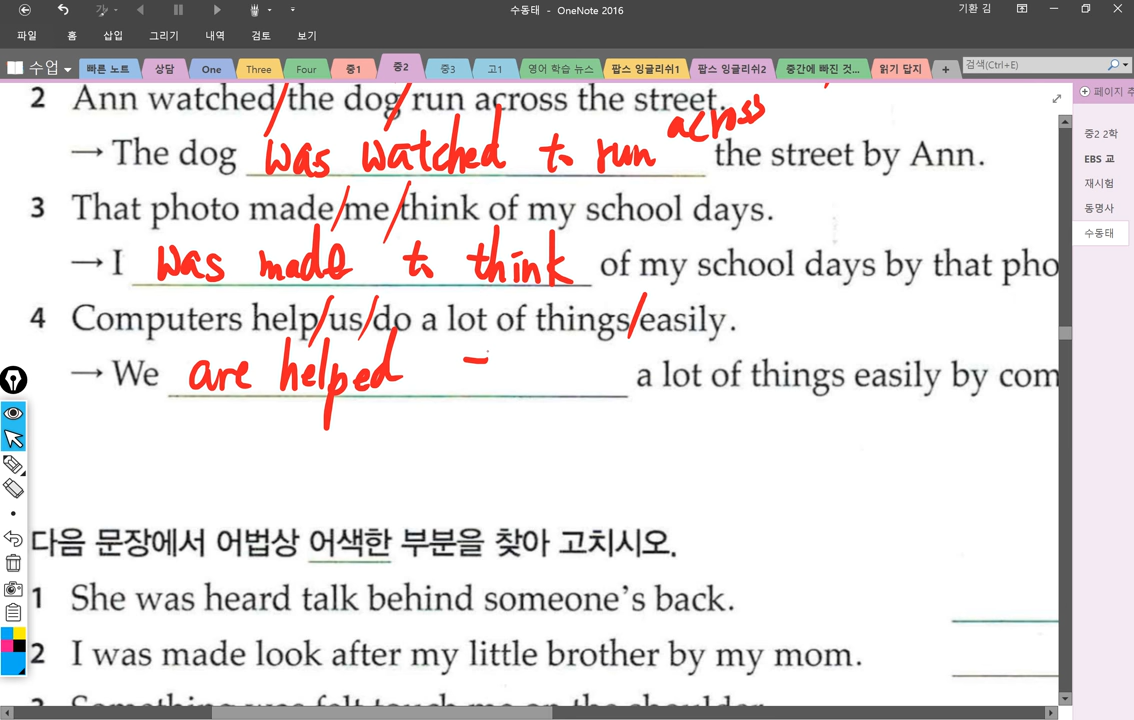 수동태 - OneNote 2016
기환 김
파일 홈 삽입 그리기 내역 검토 보기
수업 빠른 노트 상담 One Three Four 중1 중2 중3 고1 영어 학습 뉴스 팝스 잉글리쉬1 팝스 잉글리쉬2 중간에 빠진 것... 읽기 답지 + 검색(Ctrl+E)
페이지 추
중2 2학
EBS 교
재시험
동명사
수동태
2 Ann watched/the dog/run across the street.
across
→ The dog was watched to run the street by Ann.
3 That photo made/me/think of my school days.
→ I was made to think of my school days by that pho
4 Computers help/us/do a lot of things/easily.
→ We are helped a lot of things easily by com
다음 문장에서 어법상 어색한 부분을 찾아 고치시오.
1 She was heard talk behind someone's back.
2 I was made look after my little brother by my mom.
3 Something was felt touch me on the shoulder.